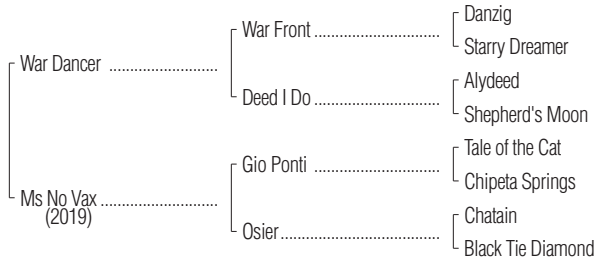 War Dancer
Ms No Vax
(2019)
War Front
Deed I Do
Gio Ponti
Osier
Danzig
Starry Dreamer
Alydeed
Shepherd's Moon
Tale of the Cat
Chipeta Springs
Chatain
Black Tie Diamond